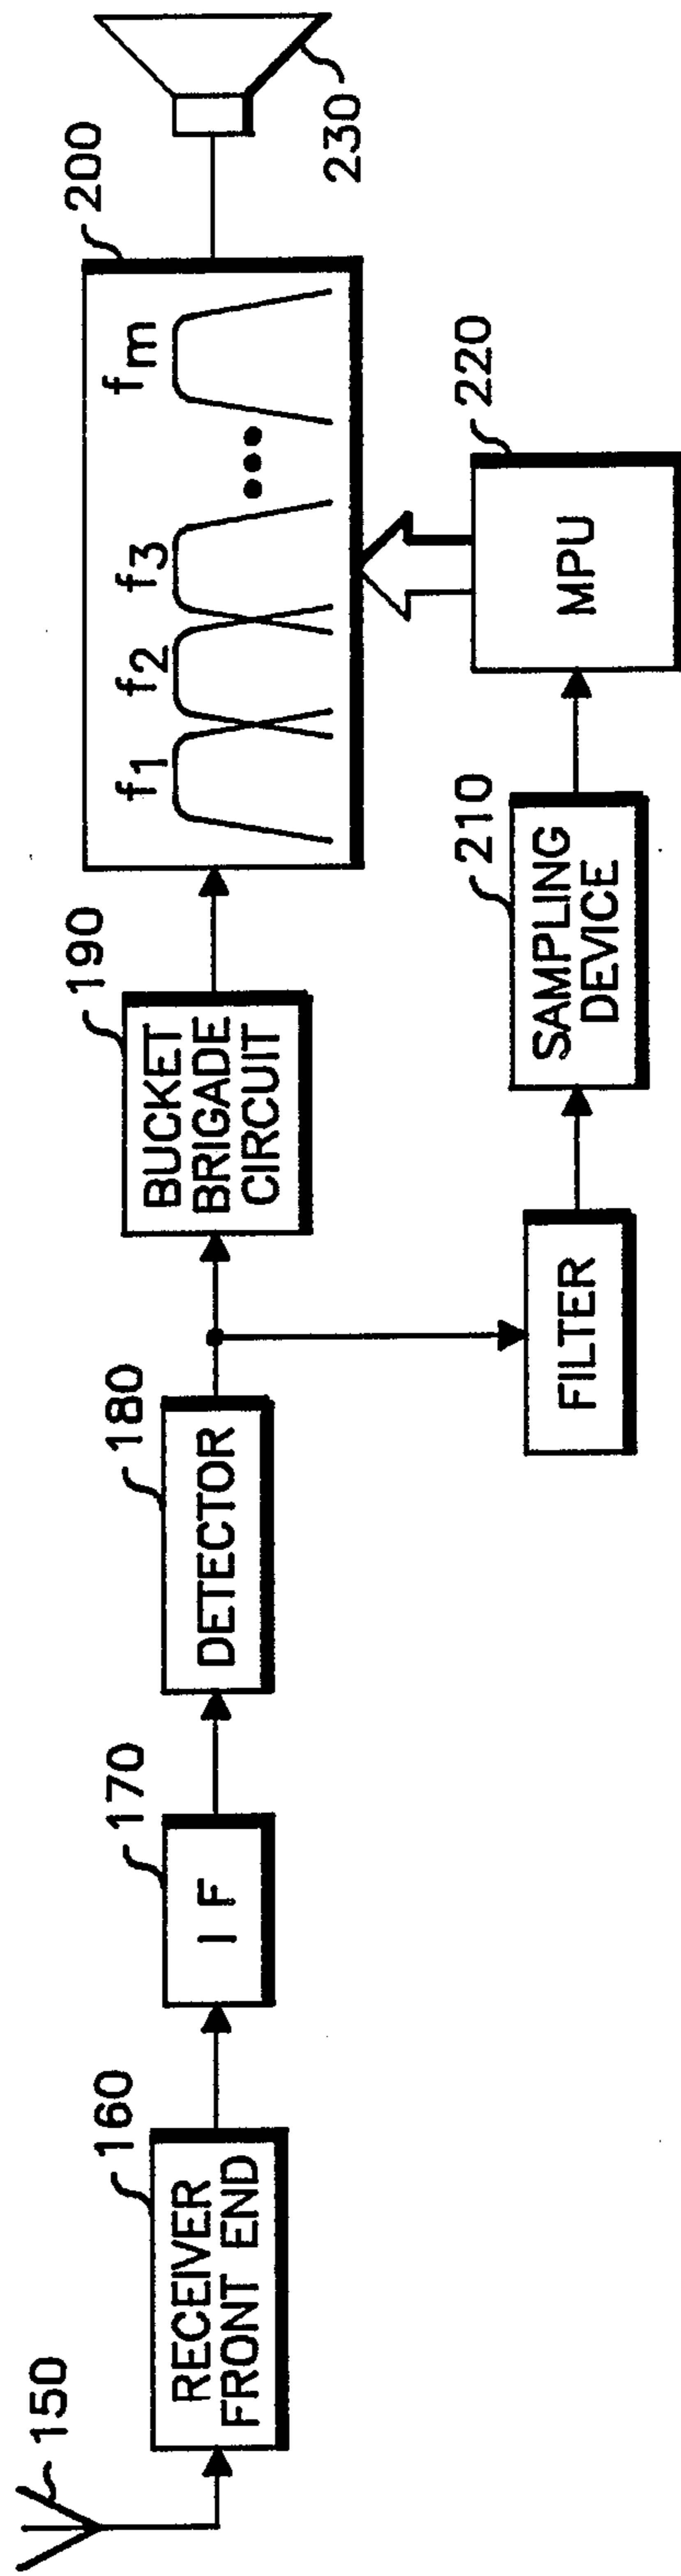 150
160
RECEIVER
FRONT END
170
IF
180
DETECTOR
190
BUCKET
BRIGADE
CIRCUIT
200
f1 f2 f3 ••• fm
230
FILTER
210
SAMPLING
DEVICE
220
MPU